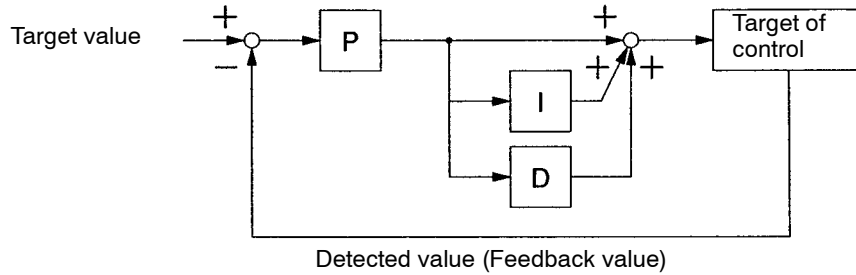 Target value
+
−
P
+
+
+
I
D
Target of
control
Detected value (Feedback value)